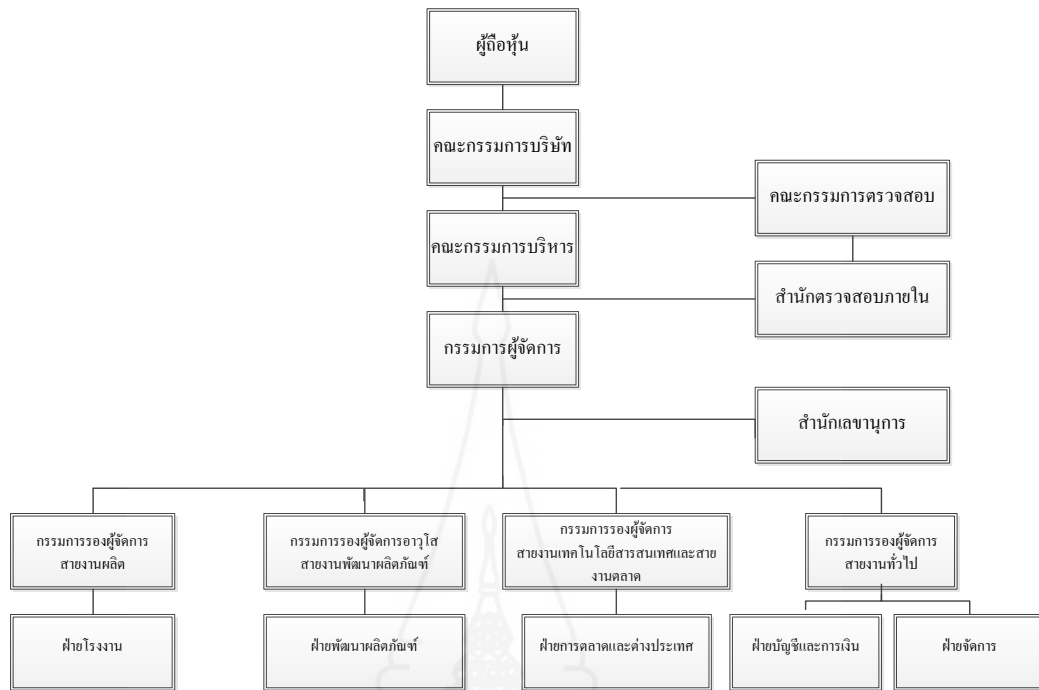 ผู้ถือหุ้น
คณะกรรมการบริษัท
คณะกรรมการตรวจสอบ
คณะกรรมการบริหาร
สำนักตรวจสอบภายใน
กรรมการผู้จัดการ
สำนักเลขานุการ
กรรมการรองผู้จัดการ
สายงานผลิต
กรรมการรองผู้จัดการอาวุโส
สายงานพัฒนาผลิตภัณฑ์
กรรมการรองผู้จัดการ
สายงานเทคโนโลยีสารสนเทศและสาย
งานตลาด
กรรมการรองผู้จัดการ
สายงานทั่วไป
ฝ่ายโรงงาน
ฝ่ายพัฒนาผลิตภัณฑ์
ฝ่ายการตลาดและต่างประเทศ
ฝ่ายบัญชีและการเงิน
ฝ่ายจัดการ